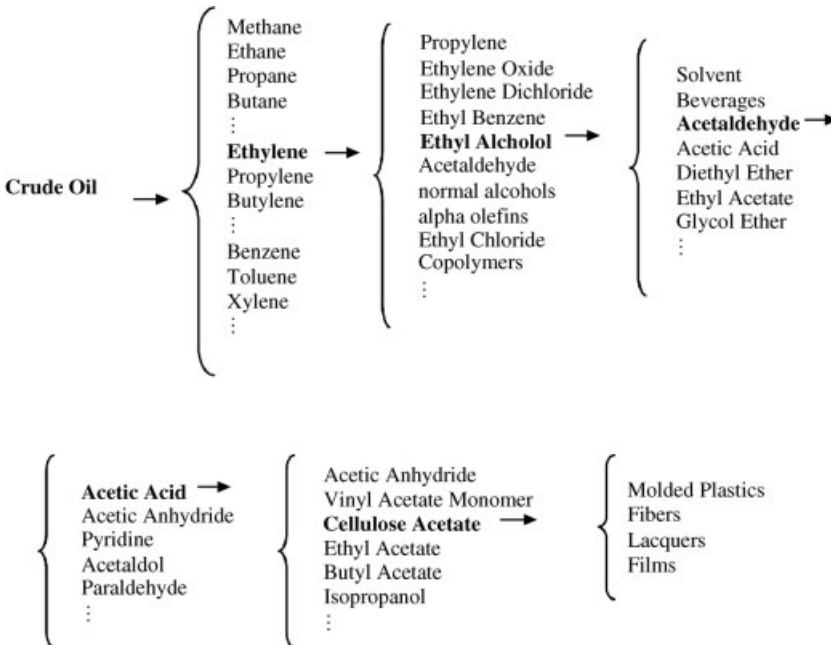 Crude Oil
Methane
Ethane
Propane
Butane
⋮
Ethylene
Propylene
Butylene
⋮
Benzene
Toluene
Xylene
⋮
Propylene
Ethylene Oxide
Ethylene Dichloride
Ethyl Benzene
Ethyl Alcholol
Acetaldehyde
normal alcohols
alpha olefins
Ethyl Chloride
Copolymers
⋮
Solvent
Beverages
Acetaldehyde
Acetic Acid
Diethyl Ether
Ethyl Acetate
Glycol Ether
⋮
Acetic Acid
Acetic Anhydride
Pyridine
Acetaldol
Paraldehyde
⋮
Acetic Anhydride
Vinyl Acetate Monomer
Cellulose Acetate
Ethyl Acetate
Butyl Acetate
Isopropanol
⋮
Molded Plastics
Fibers
Lacquers
Films